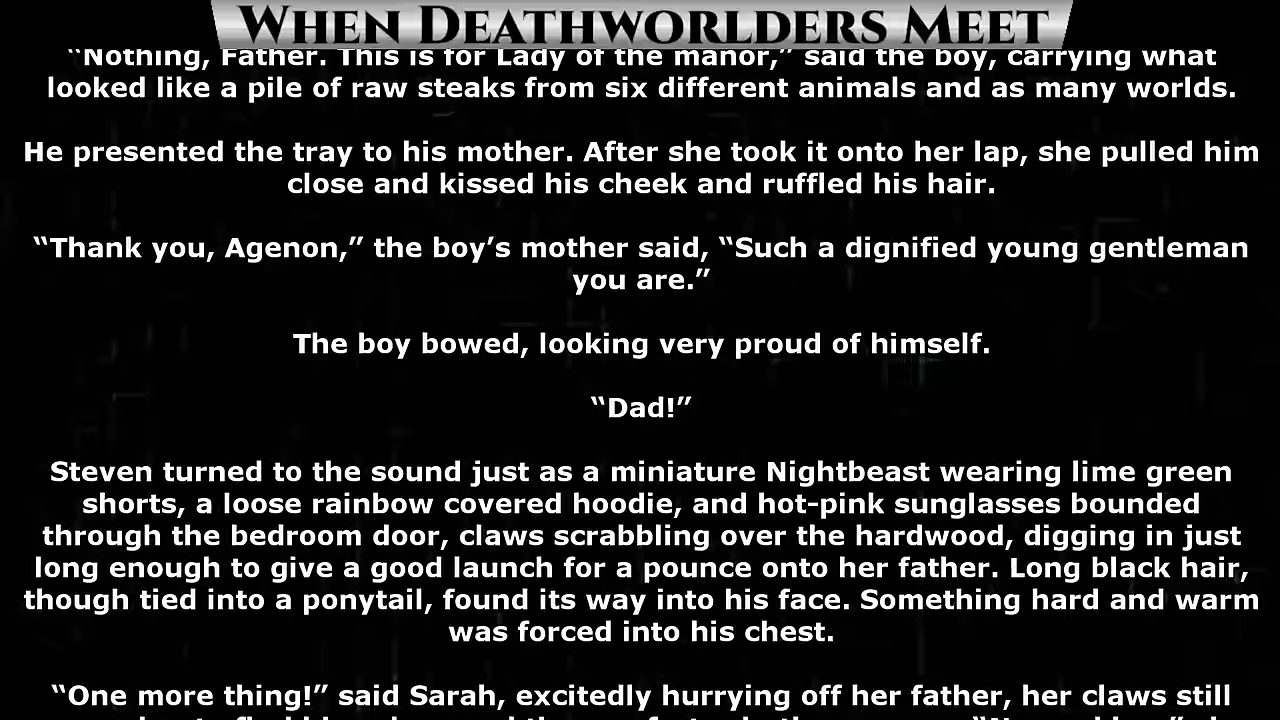 WHEN DEATHWORLDERS MEET
“Nothing, Father. This is for Lady of the manor,” said the boy, carrying what
looked like a pile of raw steaks from six different animals and as many worlds.
He presented the tray to his mother. After she took it onto her lap, she pulled him
close and kissed his cheek and ruffled his hair.
“Thank you, Agenon,” the boy’s mother said, “Such a dignified young gentleman
you are.”
The boy bowed, looking very proud of himself.
“Dad!”
Steven turned to the sound just as a miniature Nightbeast wearing lime green
shorts, a loose rainbow covered hoodie, and hot-pink sunglasses bounded
through the bedroom door, claws scrabbling over the hardwood, digging in just
long enough to give a good launch for a pounce onto her father. Long black hair,
though tied into a ponytail, found its way into his face. Something hard and warm
was forced into his chest.
“One more thing!” said Sarah, excitedly hurrying off her father, her claws still